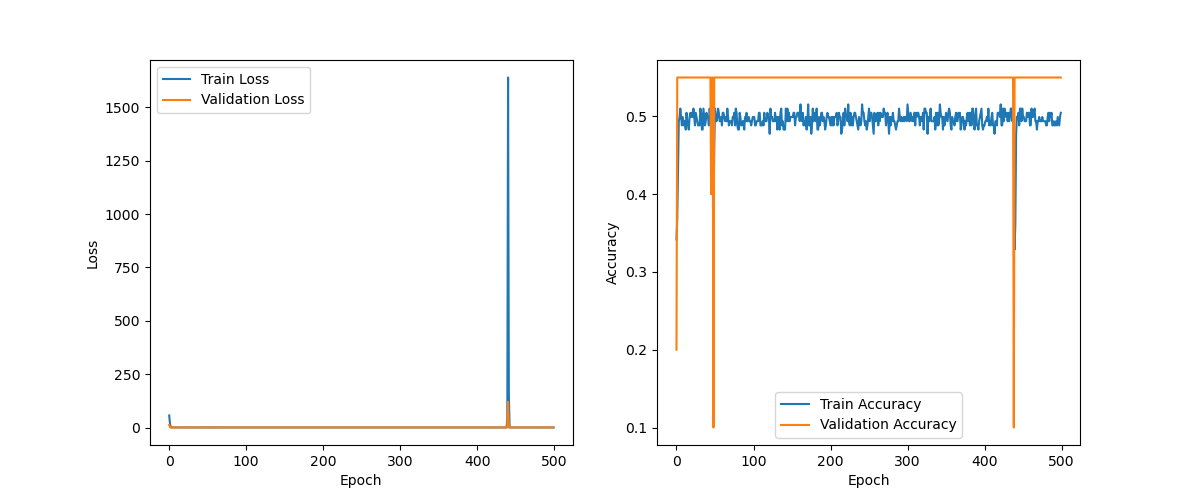 Train Loss
Validation Loss
1500
1250
1000
750
500
250
0
Loss
0 100 200 300 400 500
Epoch
0.5
0.4
0.3
0.2
0.1
Accuracy
Train Accuracy
Validation Accuracy
0 100 200 300 400 500
Epoch